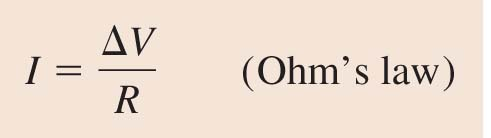 I = ΔV / R (Ohm's law)